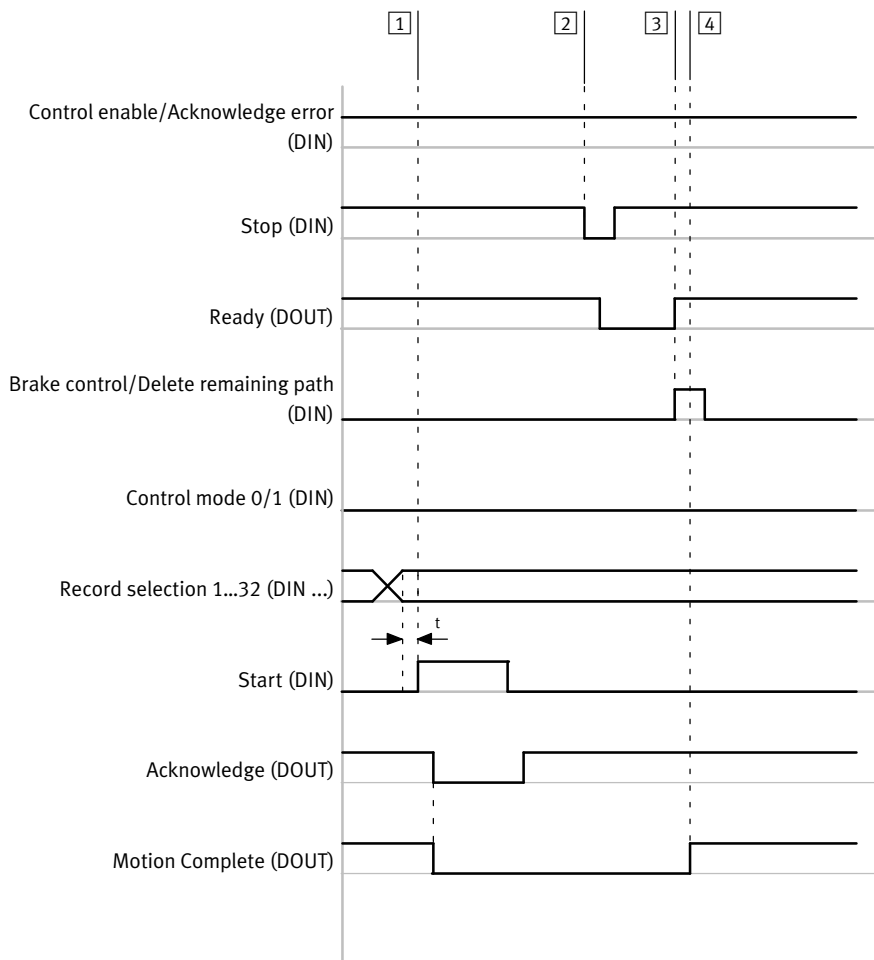 1 2 3 4
Control enable/Acknowledge error
(DIN)
Stop (DIN)
Ready (DOUT)
Brake control/Delete remaining path
(DIN)
Control mode 0/1 (DIN)
Record selection 1...32 (DIN ...)
t
Start (DIN)
Acknowledge (DOUT)
Motion Complete (DOUT)